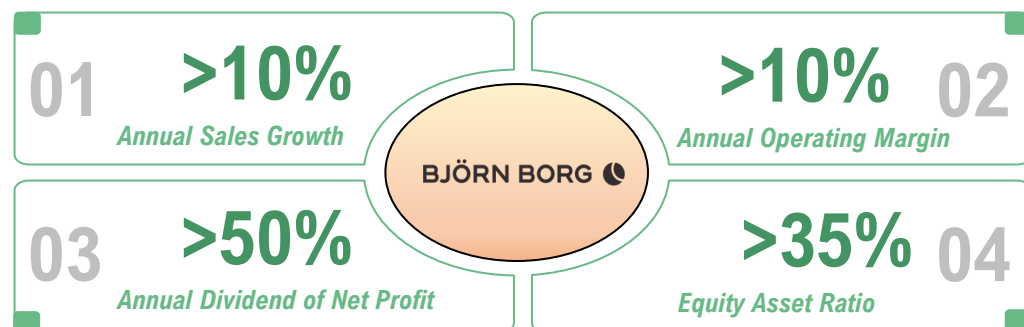 01
>10%
Annual Sales Growth
>10%
02
Annual Operating Margin
BJÖRN BORG
03
>50%
Annual Dividend of Net Profit
>35%
04
Equity Asset Ratio